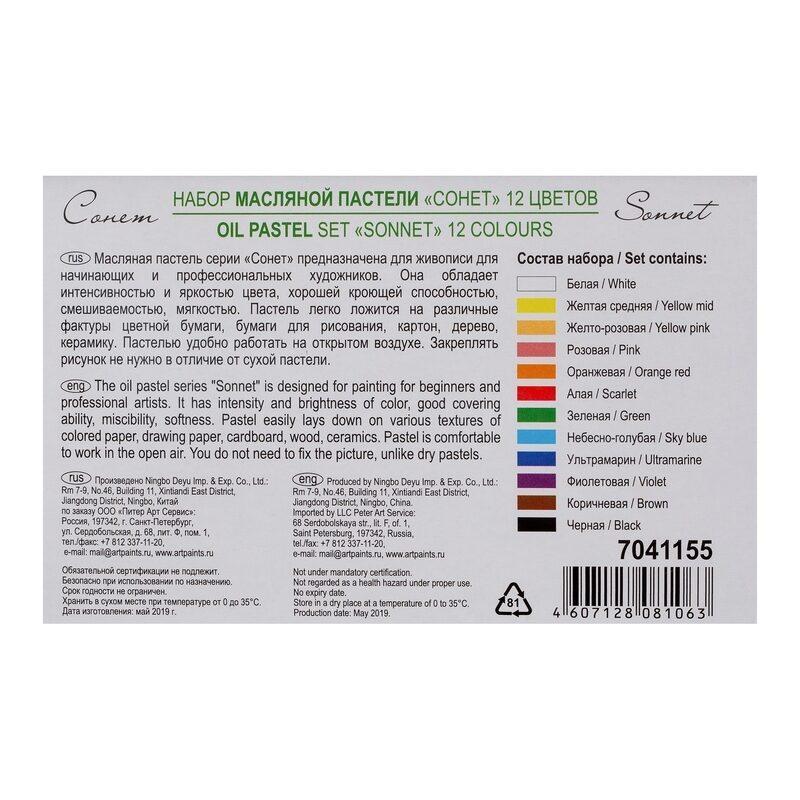 Сонет
НАБОР МАСЛЯНОЙ ПАСТЕЛИ «СОНЕТ» 12 ЦВЕТОВ
OIL PASTEL SET «SONNET» 12 COLOURS
Sonnet
rus Масляная пастель серии «Сонет» предназначена для живописи для
начинающих и профессиональных художников. Она обладает
интенсивностью и яркостью цвета, хорошей кроющей способностью,
смешиваемостью, мягкостью. Пастель легко ложится на различные
фактуры цветной бумаги, бумаги для рисования, картон, дерево,
керамику. Пастелью удобно работать на открытом воздухе. Закреплять
рисунок не нужно в отличие от сухой пастели.
eng The oil pastel series "Sonnet" is designed for painting for beginners and
professional artists. It has intensity and brightness of color, good covering
ability, miscibility, softness. Pastel easily lays down on various textures of
colored paper, drawing paper, cardboard, wood, ceramics. Pastel is comfortable
to work in the open air. You do not need to fix the picture, unlike dry pastels.
rus Произведено Ningbo Deyu Imp. & Exp. Co., Ltd.:
Rm 7-9, No.46, Building II, Xintiandi East District,
Jiangdong District, Ningbo, Китай
по заказу ООО «Питер Арт Сервис»:
Россия, 197342, г. Санкт-Петербург,
ул. Сердобольская, д. 68, лит. Ф, пом. 1,
тел./факс: +7 812 337-11-20,
e-mail: mail@artpaints.ru, www.artpaints.ru
Обязательной сертификации не подлежит.
Безопасно при использовании по назначению.
Срок годности не ограничен.
Хранить в сухом месте при температуре от 0 до 35°C.
Дата изготовления: май 2019 г.
eng Produced by Ningbo Deyu Imp. & Exp. Co., Ltd.:
Rm 7-9, No.46, Building II, Xintiandi East District,
Jiangdong District, Ningbo, China.
Imported by LLC Peter Art Service:
68 Serdobolskaya str., lit. F, of. 1,
Saint Petersburg, 197342, Russia,
tel./fax: +7 812 337-11-20,
e-mail: mail@artpaints.ru, www.artpaints.ru
Not under mandatory certification.
Not regarded as a health hazard under proper use.
No expiry date.
Store in a dry place at a temperature of 0 to 35°C.
Production date: May 2019.
Состав набора / Set contains:
Белая / White
Желтая средняя / Yellow mid
Желто-розовая / Yellow pink
Розовая / Pink
Оранжевая / Orange red
Алая / Scarlet
Зеленая / Green
Небесно-голубая / Sky blue
Ультрамарин / Ultramarine
Фиолетовая / Violet
Коричневая / Brown
Черная / Black
7041155
81
4 607128 081063